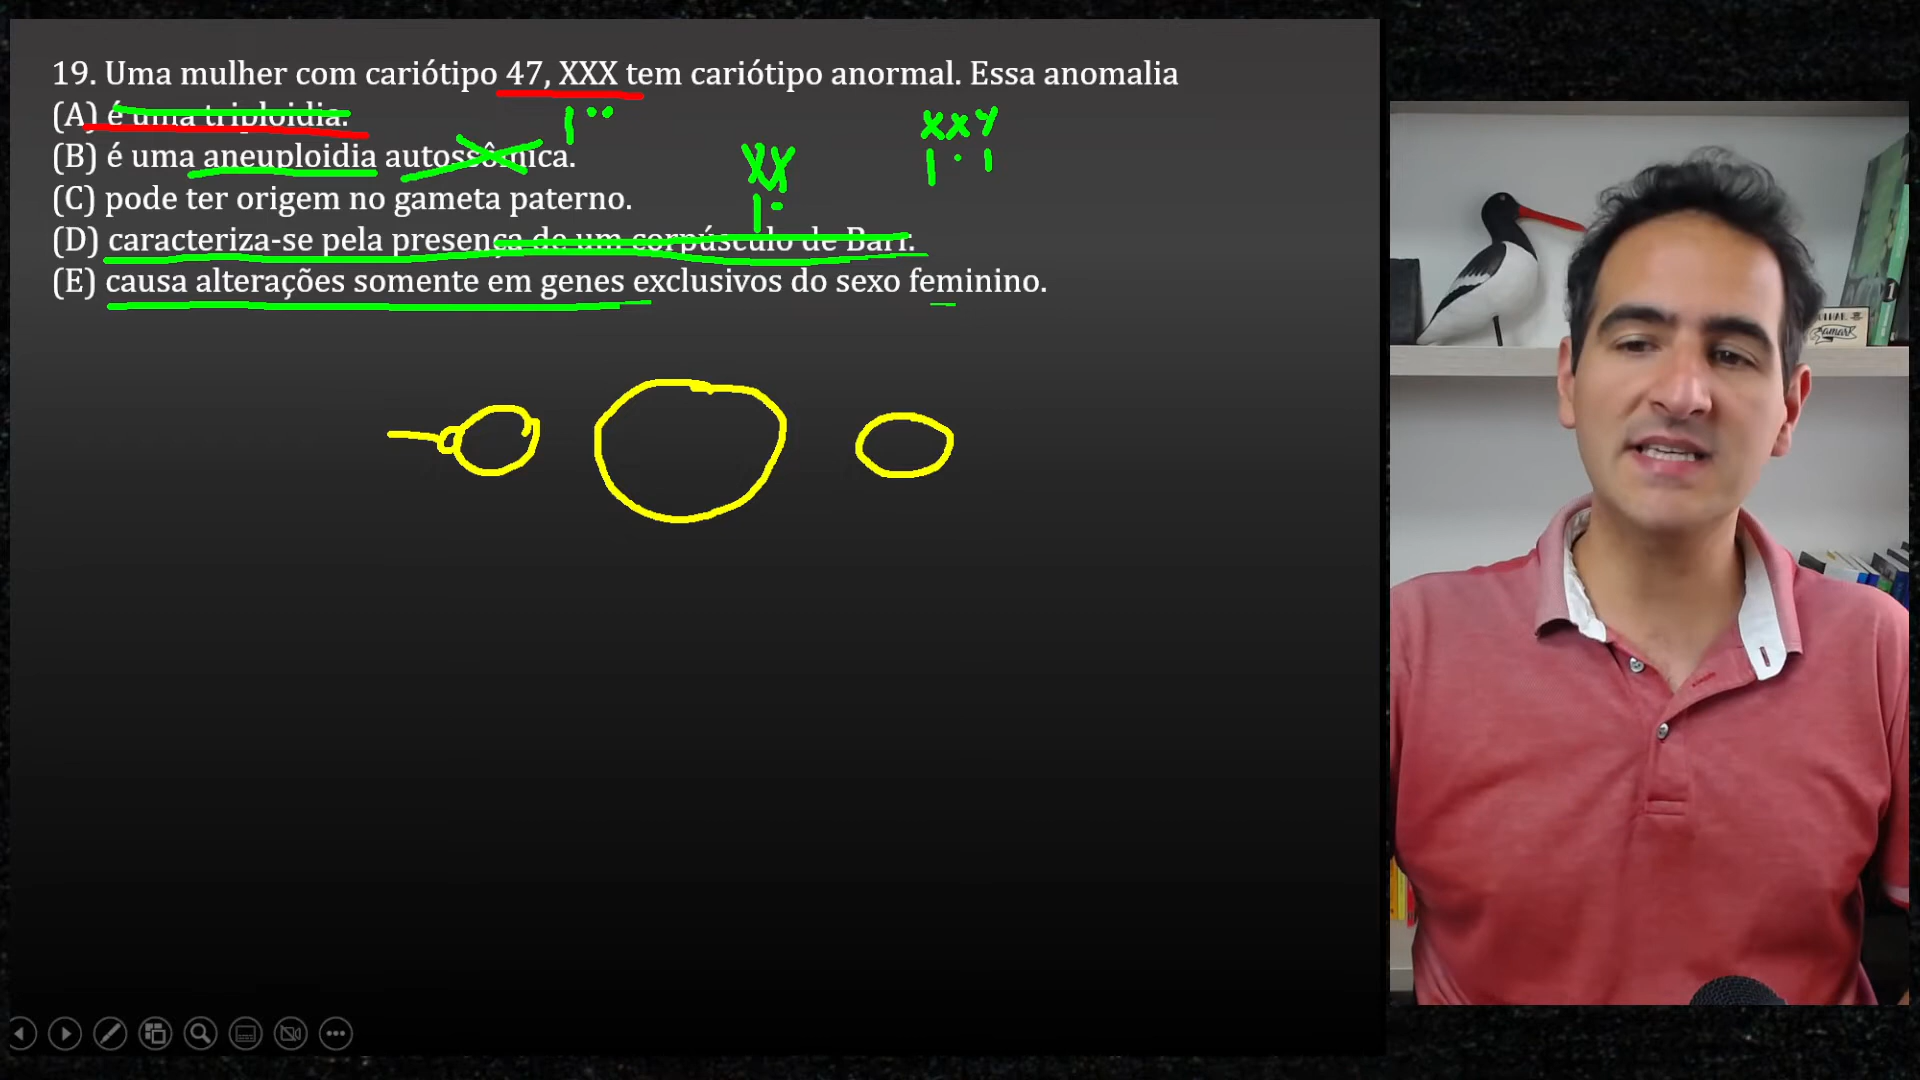 19. Uma mulher com cariótipo 47, XXX tem cariótipo anormal. Essa anomalia
(A) é uma triploidia.
(B) é uma aneuploidia autossômica.
(C) pode ter origem no gameta paterno.
(D) caracteriza-se pela presença de um corpúsculo de Barr.
(E) causa alterações somente em genes exclusivos do sexo feminino.
XXY
XX